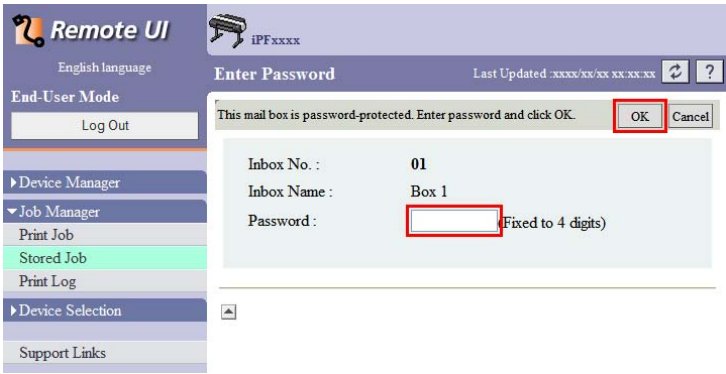 Remote UI
English language
End-User Mode
Log Out
Device Manager
Job Manager
Print Job
Stored Job
Print Log
Device Selection
Support Links
iPFxxxx
Enter Password
Last Updated :xxxx/xx/xx xx:xx:xx
?
This mail box is password-protected. Enter password and click OK.
OK
Cancel
Inbox No. : 01
Inbox Name : Box 1
Password : (Fixed to 4 digits)